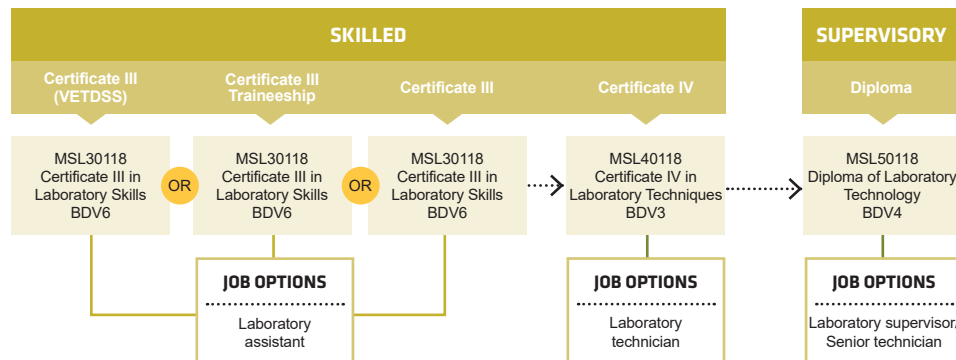 SKILLED
SUPERVISORY
Certificate III
(VETDSS)
Certificate III
Traineeship
Certificate III
Certificate IV
Diploma
MSL30118
Certificate III in
Laboratory Skills
BDV6
OR
MSL30118
Certificate III in
Laboratory Skills
BDV6
OR
MSL30118
Certificate III in
Laboratory Skills
BDV6
MSL40118
Certificate IV in
Laboratory Techniques
BDV3
MSL50118
Diploma of Laboratory
Technology
BDV4
JOB OPTIONS
Laboratory
assistant
JOB OPTIONS
Laboratory
technician
JOB OPTIONS
Laboratory supervisor/
Senior technician